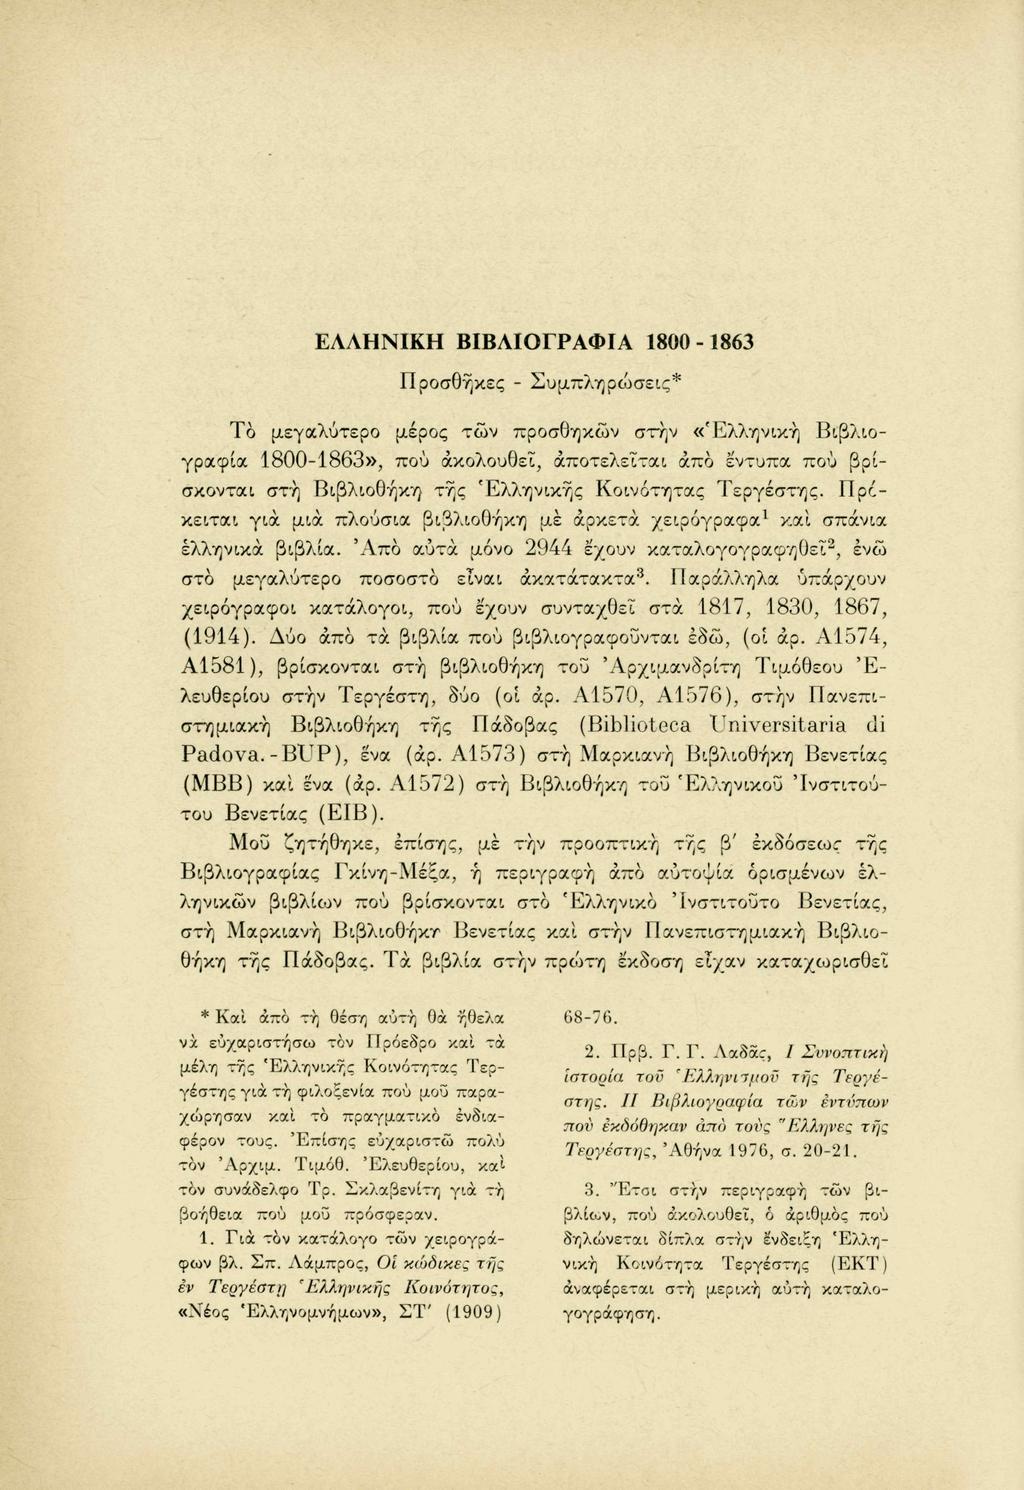 ΕΛΛΗΝΙΚΗ ΒΙΒΛΙΟΓΡΑΦΙΑ 1800 - 1863
Προσθῆκες - Συμπληρώσεις*
Τὸ μεγαλύτερο μέρος τῶν προσθηκῶν στὴν «Ἑλληνικὴ Βιβλιο-
γραφία 1800-1863», ποὺ ἀκολουθεῖ, ἀποτελεῖται ἀπὸ ἔντυπα ποὺ βρί-
σκονται στὴ Βιβλιοθήκη τῆς Ἑλληνικῆς Κοινότητας Τεργέστης. Πρό-
κειται γιὰ μιὰ πλούσια βιβλιοθήκη μὲ ἀρκετὰ χειρόγραφα¹ καὶ σπάνια
ἑλληνικὰ βιβλία. Ἀπὸ αὐτὰ μόνο 2944 ἔχουν καταλογογραφηθεῖ², ἐνῶ
στὸ μεγαλύτερο ποσοστὸ εἶναι ἀκατάτακτα³. Παράλληλα ὑπάρχουν
χειρόγραφοι κατάλογοι, ποὺ ἔχουν συνταχθεῖ στὰ 1817, 1830, 1867,
(1914). Δύο ἀπὸ τὰ βιβλία ποὺ βιβλιογραφοῦνται ἐδῶ, (οἱ ἀρ. Α1574,
Α1581), βρίσκονται στὴ βιβλιοθήκη τοῦ Ἀρχιμανδρίτη Τιμόθεου Ἐ-
λευθερίου στὴν Τεργέστη, δύο (οἱ ἀρ. Α1570, Α1576), στὴν Πανεπι-
στημιακὴ Βιβλιοθήκη τῆς Πάδοβας (Biblioteca Universitaria di
Padova.-BUP), ἕνα (ἀρ. Α1573) στὴ Μαρκιανὴ Βιβλιοθήκη Βενετίας
(ΜΒΒ) καὶ ἕνα (ἀρ. Α1572) στὴ Βιβλιοθήκη τοῦ Ἑλληνικοῦ Ἰνστιτού-
του Βενετίας (ΕΙΒ).
Μοῦ ζητήθηκε, ἐπίσης, μὲ τὴν προοπτικὴ τῆς β' ἐκδόσεως τῆς
Βιβλιογραφίας Γκίνη-Μέξα, ἡ περιγραφὴ ἀπὸ αὐτοψία ὁρισμένων ἑλ-
ληνικῶν βιβλίων ποὺ βρίσκονται στὸ Ἑλληνικὸ Ἰνστιτοῦτο Βενετίας,
στὴ Μαρκιανὴ Βιβλιοθήκη Βενετίας καὶ στὴν Πανεπιστημιακὴ Βιβλιο-
θήκη τῆς Πάδοβας. Τὰ βιβλία στὴν πρώτη ἔκδοση εἶχαν καταχωρισθεῖ
* Καὶ ἀπὸ τὴ θέση αὐτὴ θὰ ἤθελα
νὰ εὐχαριστήσω τὸν Πρόεδρο καὶ τὰ
μέλη τῆς Ἑλληνικῆς Κοινότητας Τερ-
γέστης γιὰ τὴ φιλοξενία ποὺ μοῦ παρα-
χώρησαν καὶ τὸ πραγματικὸ ἐνδια-
φέρον τους. Ἐπίσης εὐχαριστῶ πολὺ
τὸν Ἀρχιμ. Τιμόθ. Ἐλευθερίου, καὶ
τὸν συνάδελφο Τρ. Σκλαβενίτη γιὰ τὴ
βοήθεια ποὺ μοῦ πρόσφεραν.
1. Γιὰ τὸν κατάλογο τῶν χειρογρά-
φων βλ. Σπ. Λάμπρος, Οἱ κώδικες τῆς
ἐν Τεργέστῃ Ἑλληνικῆς Κοινότητος,
«Νέος Ἑλληνομνήμων», ΣΤ' (1909)
68-76.
2. Πρβ. Γ. Γ. Λαδᾶς, Ι Συνοπτικὴ
ἱστορία τοῦ Ἑλληνισμοῦ τῆς Τεργέ-
στης. ΙΙ Βιβλιογραφία τῶν ἐντύπων
ποὺ ἐκδόθηκαν ἀπὸ τοὺς Ἕλληνες τῆς
Τεργέστης, Ἀθήνα 1976, σ. 20-21.
3. Ἔτσι στὴν περιγραφὴ τῶν βι-
βλίων, ποὺ ἀκολουθεῖ, ὁ ἀριθμὸς ποὺ
δηλώνεται δίπλα στὴν ἔνδειξη Ἑλλη-
νικὴ Κοινότητα Τεργέστης (ΕΚΤ)
ἀναφέρεται στὴ μερικὴ αὐτὴ καταλο-
γογράφηση.